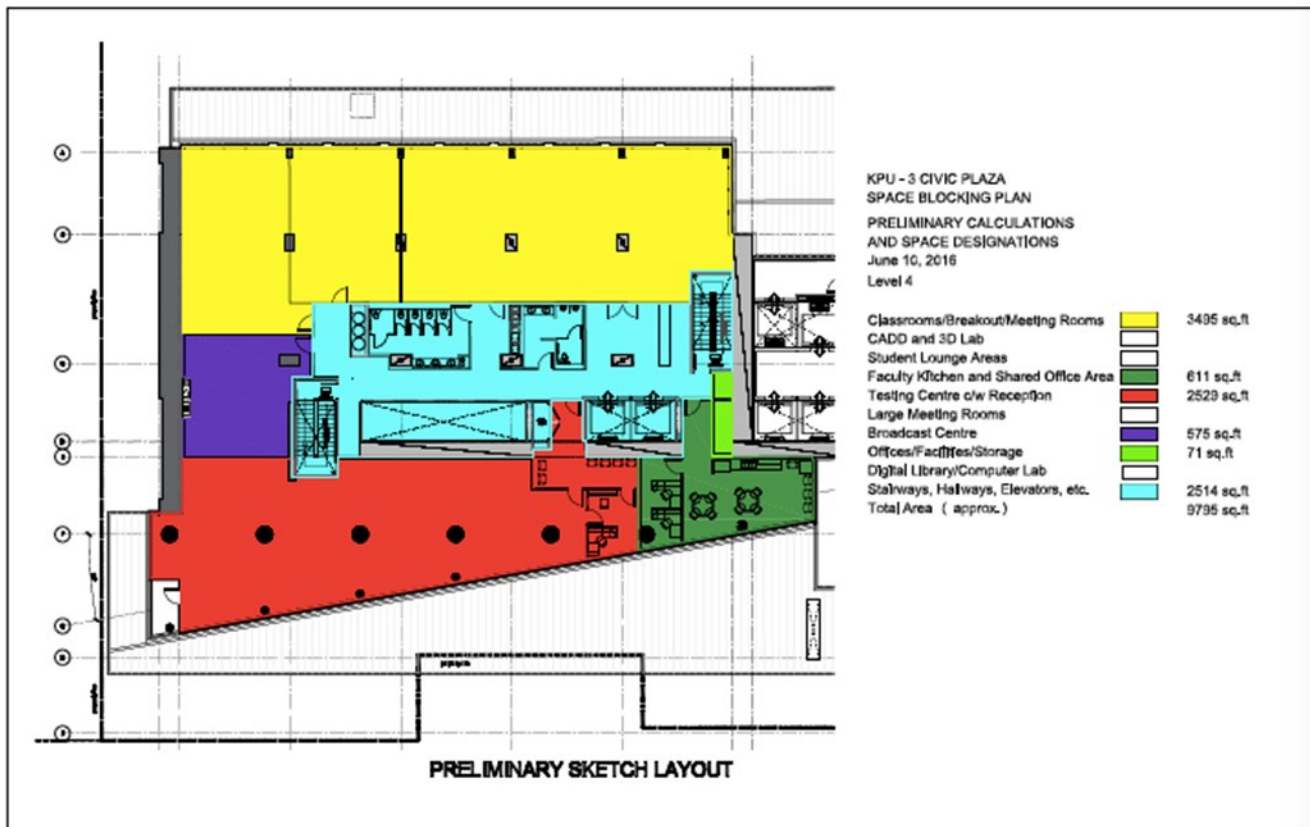 KPU - 3 CIVIC PLAZA
SPACE BLOCKING PLAN
PRELIMINARY CALCULATIONS
AND SPACE DESIGNATIONS
June 10, 2016
Level 4
Classrooms/Breakout/Meeting Rooms 3495 sq.ft
CADD and 3D Lab
Student Lounge Areas
Faculty Kitchen and Shared Office Area 611 sq.ft
Testing Centre c/w Reception 2529 sq.ft
Large Meeting Rooms
Broadcast Centre 575 sq.ft
Offices/Facilities/Storage 71 sq.ft
Digital Library/Computer Lab
Stairways, Hallways, Elevators, etc. 2514 sq.ft
Total Area ( approx. ) 9795 sq.ft
A
F
PRELIMINARY SKETCH LAYOUT